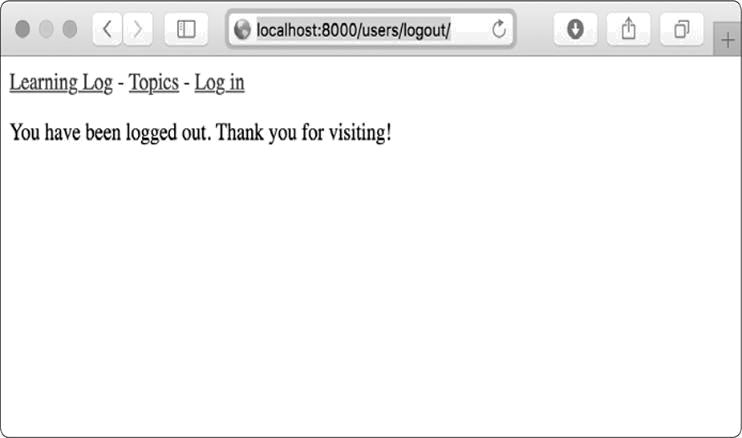 localhost:8000/users/logout/
Learning Log - Topics - Log in
You have been logged out. Thank you for visiting!